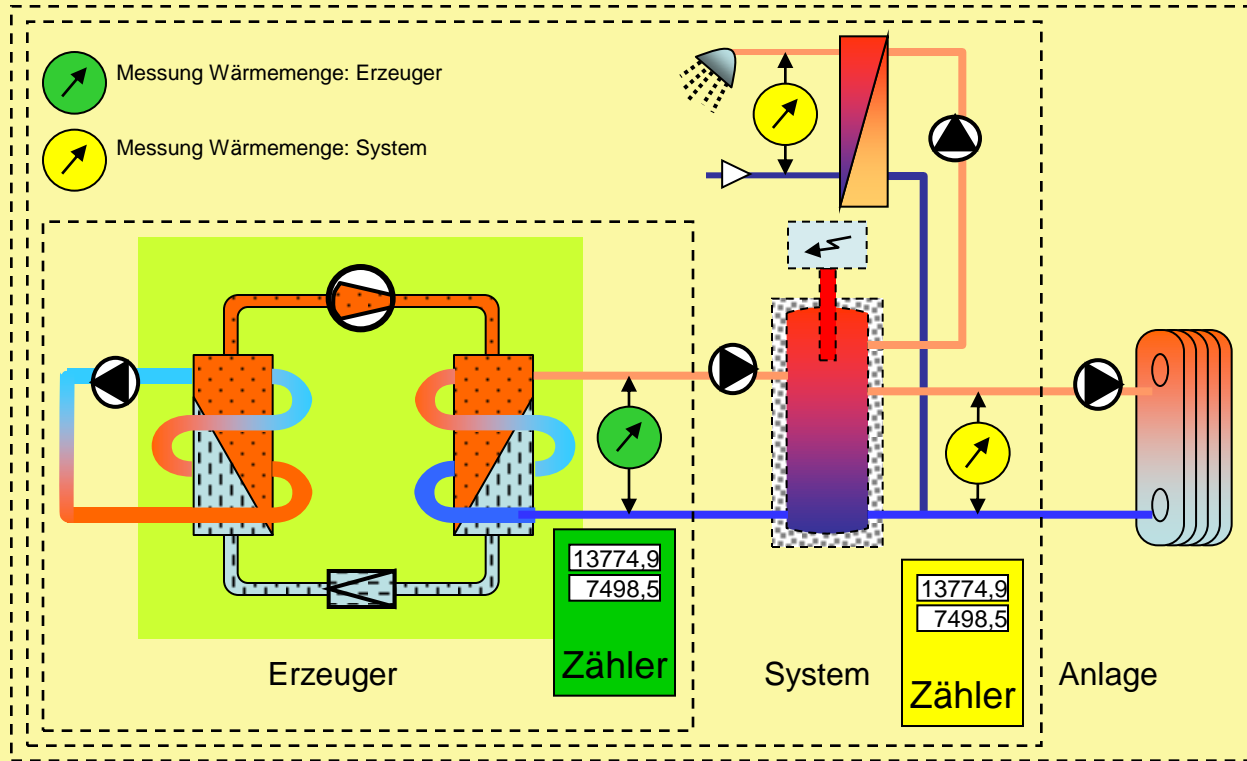 Messung Wärmemenge: Erzeuger
Messung Wärmemenge: System
13774,9
7498,5
Zähler
Erzeuger
13774,9
7498,5
Zähler
System
Anlage